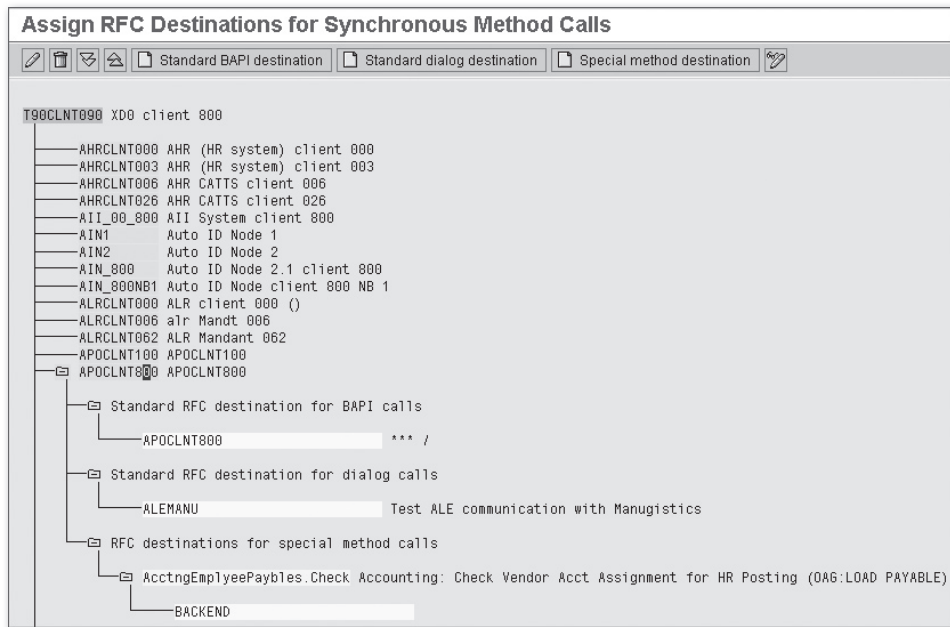 Assign RFC Destinations for Synchronous Method Calls
Standard BAPI destination Standard dialog destination Special method destination
T90CLNT090 XD0 client 800
AHRCLNT000 AHR (HR system) client 000
AHRCLNT003 AHR (HR system) client 003
AHRCLNT006 AHR CATTS client 006
AHRCLNT026 AHR CATTS client 026
AII_00_800 AII System client 800
AIN1 Auto ID Node 1
AIN2 Auto ID Node 2
AIN_800 Auto ID Node 2.1 client 800
AIN_800NB1 Auto ID Node client 800 NB 1
ALRCLNT000 ALR client 000 ()
ALRCLNT006 alr Mandt 006
ALRCLNT062 ALR Mandant 062
APOCLNT100 APOCLNT100
APOCLNT800 APOCLNT800
Standard RFC destination for BAPI calls
APOCLNT800 *** /
Standard RFC destination for dialog calls
ALEMANU Test ALE communication with Manugistics
RFC destinations for special method calls
AcctngEmplyeePaybles.Check Accounting: Check Vendor Acct Assignment for HR Posting (OAG:LOAD PAYABLE)
BACKEND